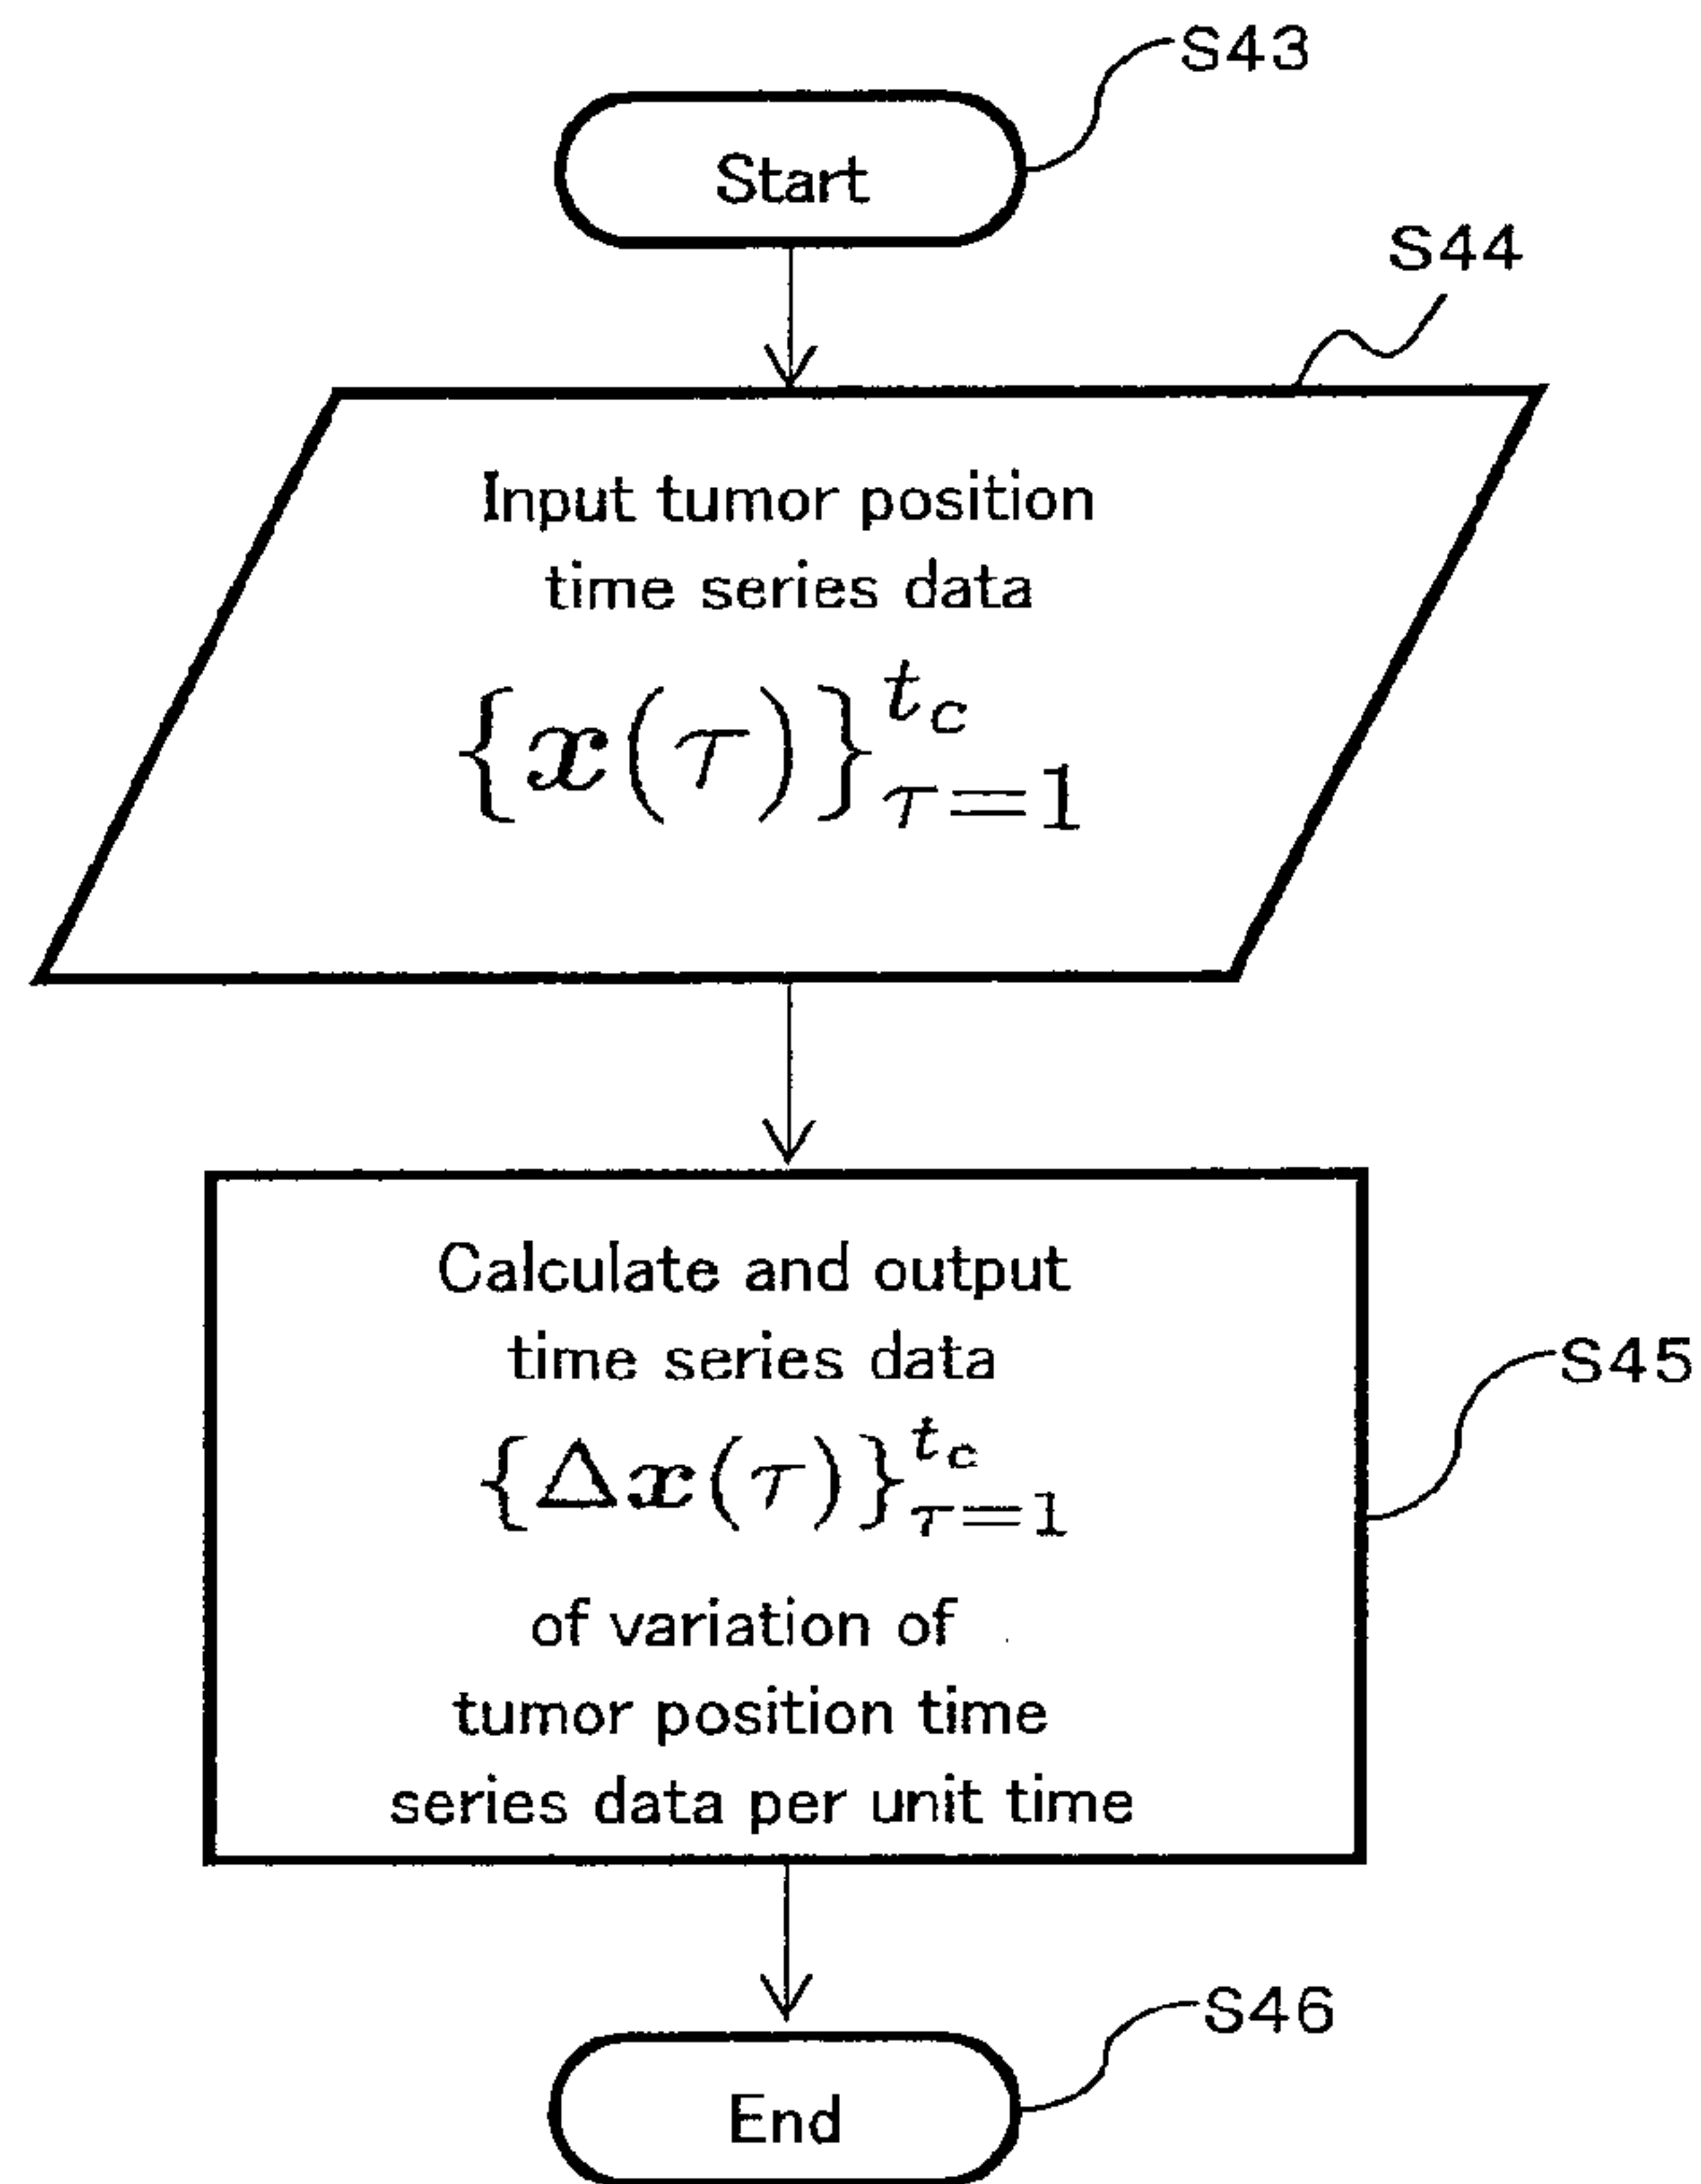 S43
Start
S44
Input tumor position
time series data
{x(τ)}_{τ=1}^{t_c}
Calculate and output
time series data
S45
{Δx(τ)}_{τ=1}^{t_c}
of variation of
tumor position time
series data per unit time
S46
End